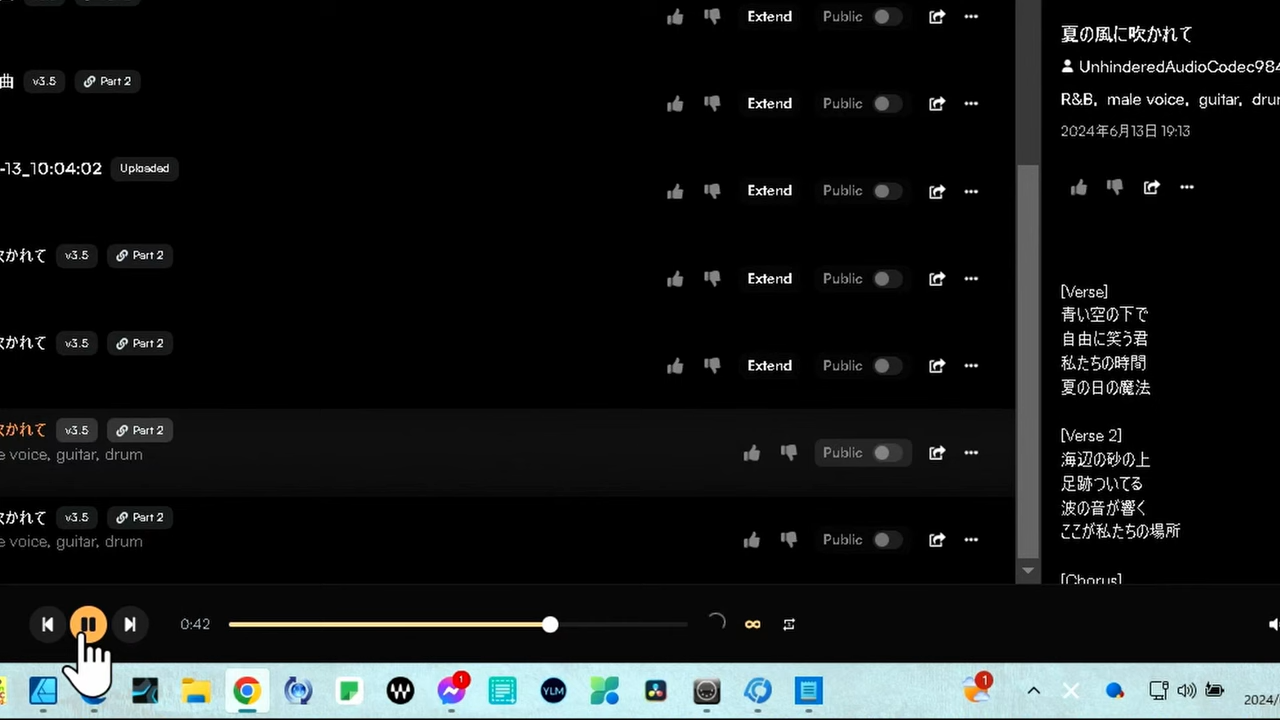 Extend Public
曲 v3.5 Part 2
Extend Public
-13_10:04:02 Uploaded
Extend Public
かれて v3.5 Part 2
Extend Public
かれて v3.5 Part 2
Extend Public
かれて v3.5 Part 2
e voice, guitar, drum
Public
かれて v3.5 Part 2
e voice, guitar, drum
Public
夏の風に吹かれて
UnhinderedAudioCodec984
R&B, male voice, guitar, drum
2024年6月13日 19:13
[Verse]
青い空の下で
自由に笑う君
私たちの時間
夏の日の魔法
[Verse 2]
海辺の砂の上
足跡ついてる
波の音が響く
ここが私たちの場所
[Chorus]
0:42
W
1
YLM
1
2024/